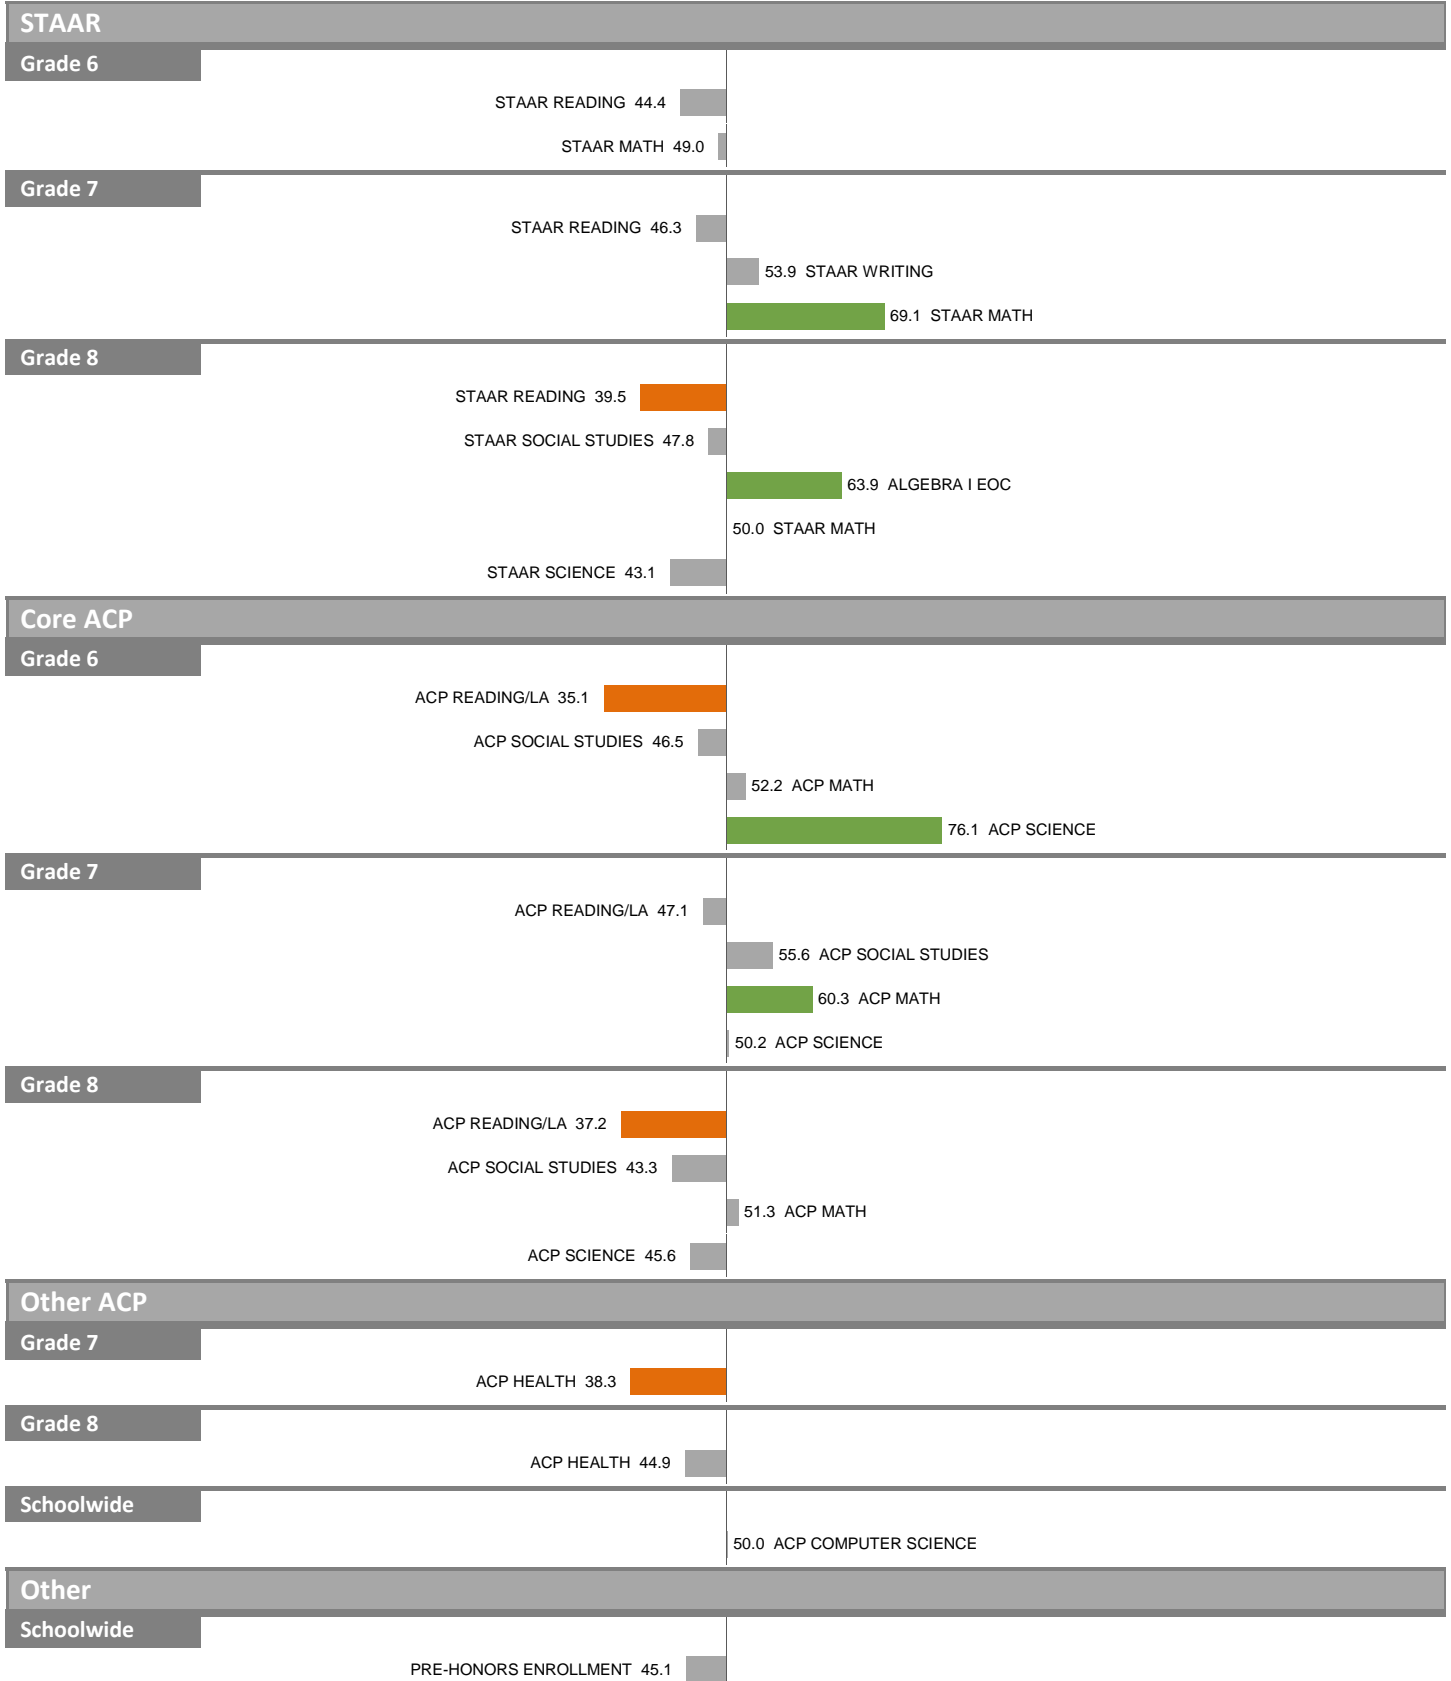 STAAR
Grade 6
STAAR READING 44.4
STAAR MATH 49.0
Grade 7
STAAR READING 46.3
53.9 STAAR WRITING
69.1 STAAR MATH
Grade 8
STAAR READING 39.5
STAAR SOCIAL STUDIES 47.8
63.9 ALGEBRA I EOC
50.0 STAAR MATH
STAAR SCIENCE 43.1
Core ACP
Grade 6
ACP READING/LA 35.1
ACP SOCIAL STUDIES 46.5
52.2 ACP MATH
76.1 ACP SCIENCE
Grade 7
ACP READING/LA 47.1
55.6 ACP SOCIAL STUDIES
60.3 ACP MATH
50.2 ACP SCIENCE
Grade 8
ACP READING/LA 37.2
ACP SOCIAL STUDIES 43.3
51.3 ACP MATH
ACP SCIENCE 45.6
Other ACP
Grade 7
ACP HEALTH 38.3
Grade 8
ACP HEALTH 44.9
Schoolwide
50.0 ACP COMPUTER SCIENCE
Other
Schoolwide
PRE-HONORS ENROLLMENT 45.1